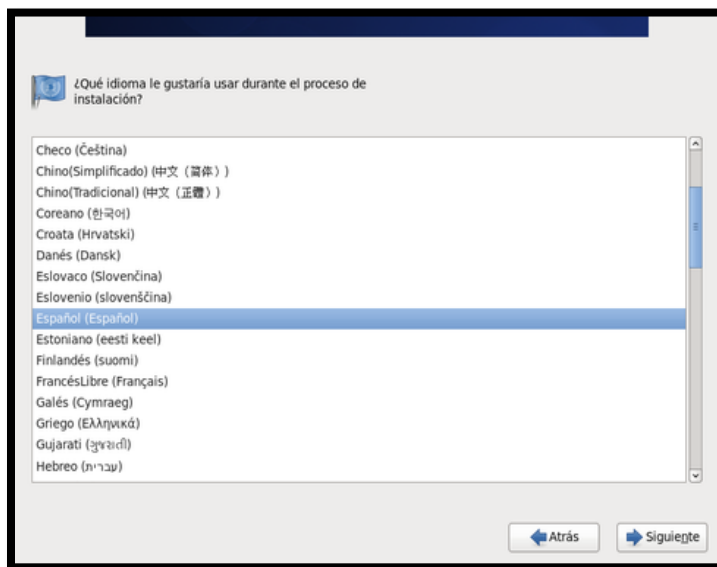 ¿Qué idioma le gustaría usar durante el proceso de
instalación?
Checo (Čeština)
Chino(Simplificado) (中文（简体）)
Chino(Tradicional) (中文（正體）)
Coreano (한국어)
Croata (Hrvatski)
Danés (Dansk)
Eslovaco (Slovenčina)
Eslovenio (slovenščina)
Español (Español)
Estoniano (eesti keel)
Finlandés (suomi)
FrancésLibre (Français)
Galés (Cymraeg)
Griego (Ελληνικά)
Gujarati (ગુજરાતી)
Hebreo (עברית)
Atrás
Siguiente